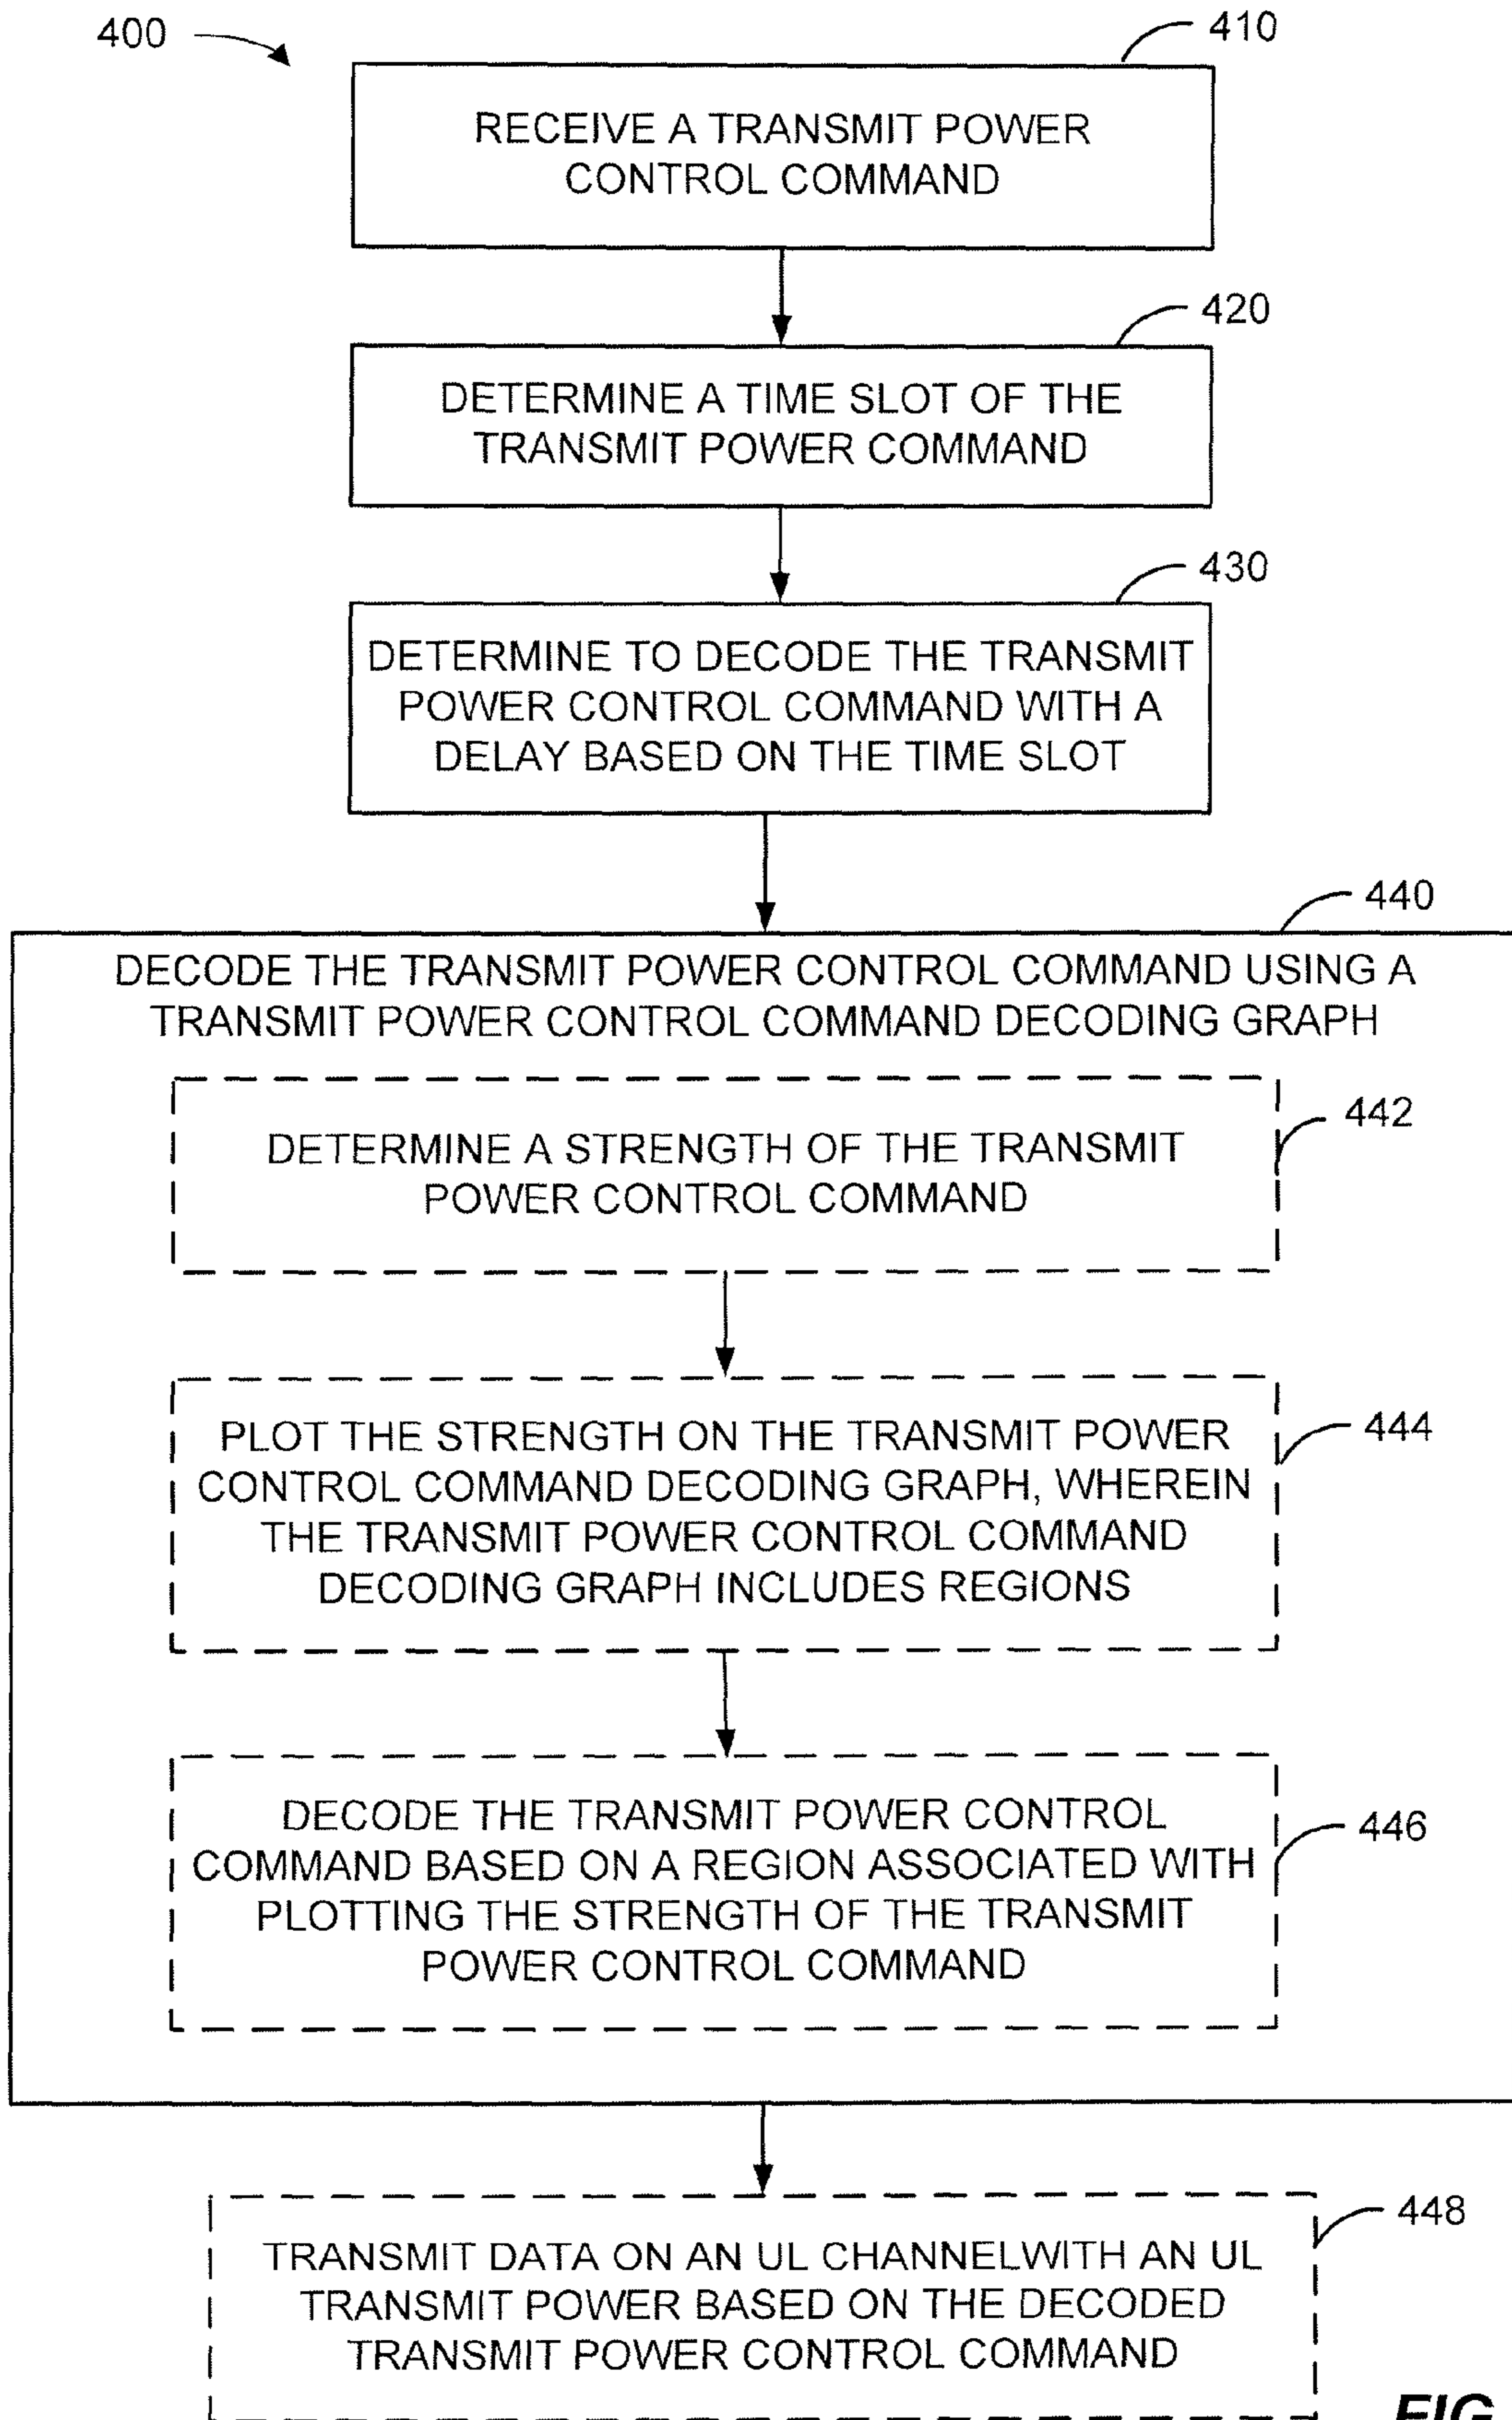 400
410
RECEIVE A TRANSMIT POWER
CONTROL COMMAND
420
DETERMINE A TIME SLOT OF THE
TRANSMIT POWER COMMAND
430
DETERMINE TO DECODE THE TRANSMIT
POWER CONTROL COMMAND WITH A
DELAY BASED ON THE TIME SLOT
440
DECODE THE TRANSMIT POWER CONTROL COMMAND USING A
TRANSMIT POWER CONTROL COMMAND DECODING GRAPH
442
DETERMINE A STRENGTH OF THE TRANSMIT
POWER CONTROL COMMAND
444
PLOT THE STRENGTH ON THE TRANSMIT POWER
CONTROL COMMAND DECODING GRAPH, WHEREIN
THE TRANSMIT POWER CONTROL COMMAND
DECODING GRAPH INCLUDES REGIONS
446
DECODE THE TRANSMIT POWER CONTROL
COMMAND BASED ON A REGION ASSOCIATED WITH
PLOTTING THE STRENGTH OF THE TRANSMIT
POWER CONTROL COMMAND
448
TRANSMIT DATA ON AN UL CHANNELWITH AN UL
TRANSMIT POWER BASED ON THE DECODED
TRANSMIT POWER CONTROL COMMAND
FIG